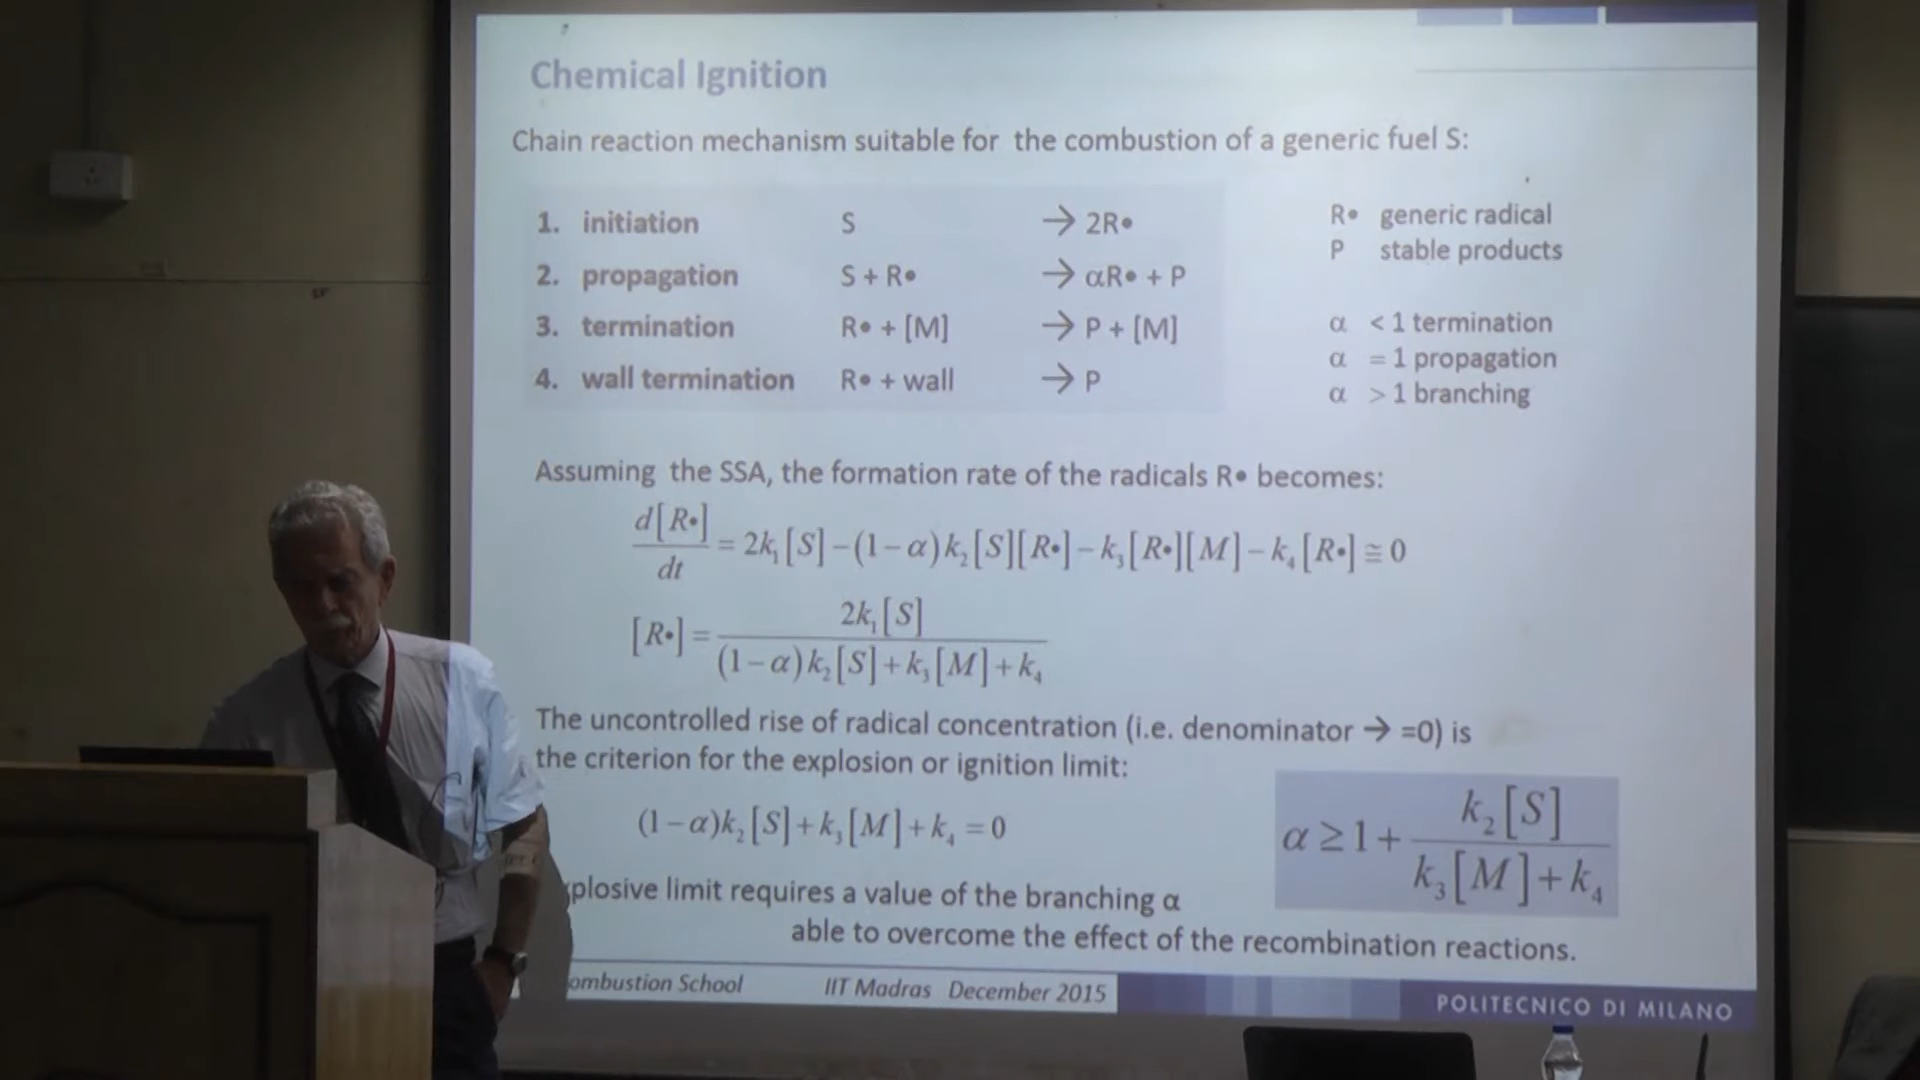 Chemical Ignition
Chain reaction mechanism suitable for the combustion of a generic fuel S:
1. initiation S → 2R•
2. propagation S + R• → αR• + P
3. termination R• + [M] → P + [M]
4. wall termination R• + wall → P
R• generic radical
P stable products
α < 1 termination
α = 1 propagation
α > 1 branching
Assuming the SSA, the formation rate of the radicals R• becomes:
d[R•]/dt = 2k₁[S] − (1−α)k₂[S][R•] − k₃[R•][M] − k₄[R•] ≅ 0
[R•] = 2k₁[S] / (1−α)k₂[S] + k₃[M] + k₄
The uncontrolled rise of radical concentration (i.e. denominator → =0) is
the criterion for the explosion or ignition limit:
(1−α)k₂[S] + k₃[M] + k₄ = 0
α ≥ 1 + k₂[S] / k₃[M] + k₄
plosive limit requires a value of the branching α
able to overcome the effect of the recombination reactions.
ombustion School IIT Madras December 2015
POLITECNICO DI MILANO